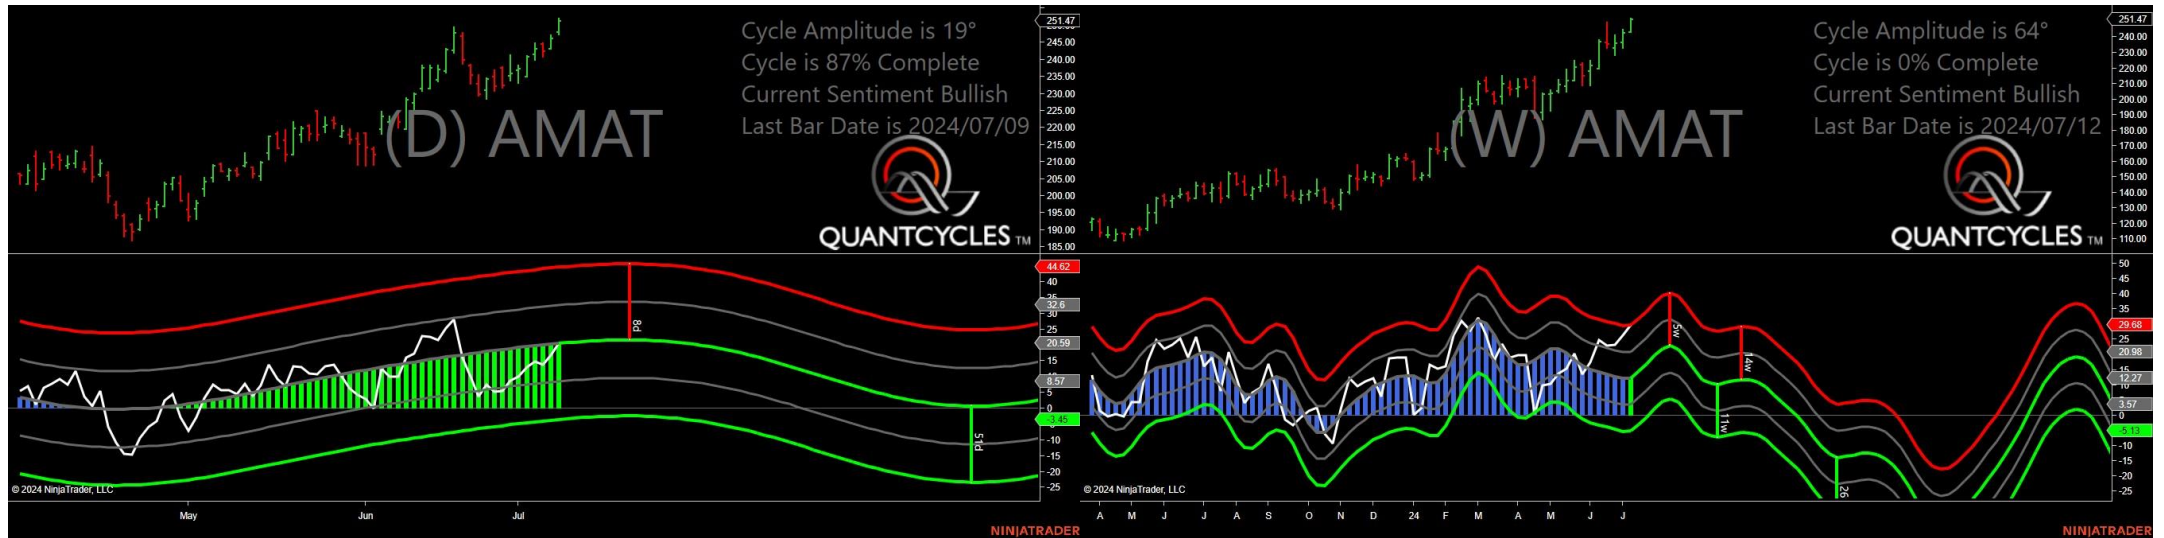 Cycle Amplitude is 19°
Cycle is 87% Complete
Current Sentiment Bullish
Last Bar Date is 2024/07/09
(D) AMAT
QUANTCYCLES TM
251.47
245.00
240.00
235.00
230.00
225.00
220.00
215.00
210.00
205.00
200.00
195.00
190.00
185.00
44.62
40
32.6
30
25
20.59
15
8.57
5
0
-3.45
-10
-15
-20
-25
8d
51d
© 2024 NinjaTrader, LLC
May
Jun
Jul
NINJATRADER
Cycle Amplitude is 64°
Cycle is 0% Complete
Current Sentiment Bullish
Last Bar Date is 2024/07/12
(W) AMAT
QUANTCYCLES TM
251.47
240.00
230.00
220.00
210.00
200.00
190.00
180.00
170.00
160.00
150.00
140.00
130.00
120.00
110.00
50
45
40
35
29.68
25
20.98
15
12.27
3.57
0
-5.13
-10
-15
-20
-25
5w
14w
11w
26
© 2024 NinjaTrader, LLC
A
M
J
J
A
S
O
N
D
24
F
M
A
M
J
J
NINJATRADER